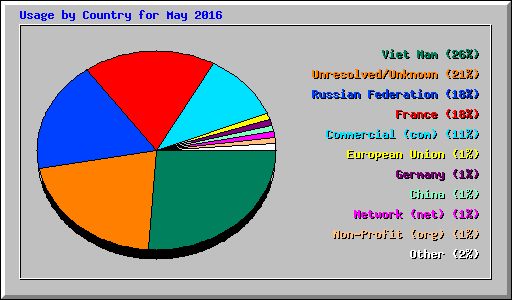 Usage by Country for May 2016
Viet Nam (26%)
Unresolved/Unknown (21%)
Russian Federation (18%)
France (18%)
Commercial (com) (11%)
European Union (1%)
Germany (1%)
China (1%)
Network (net) (1%)
Non-Profit (org) (1%)
Other (2%)